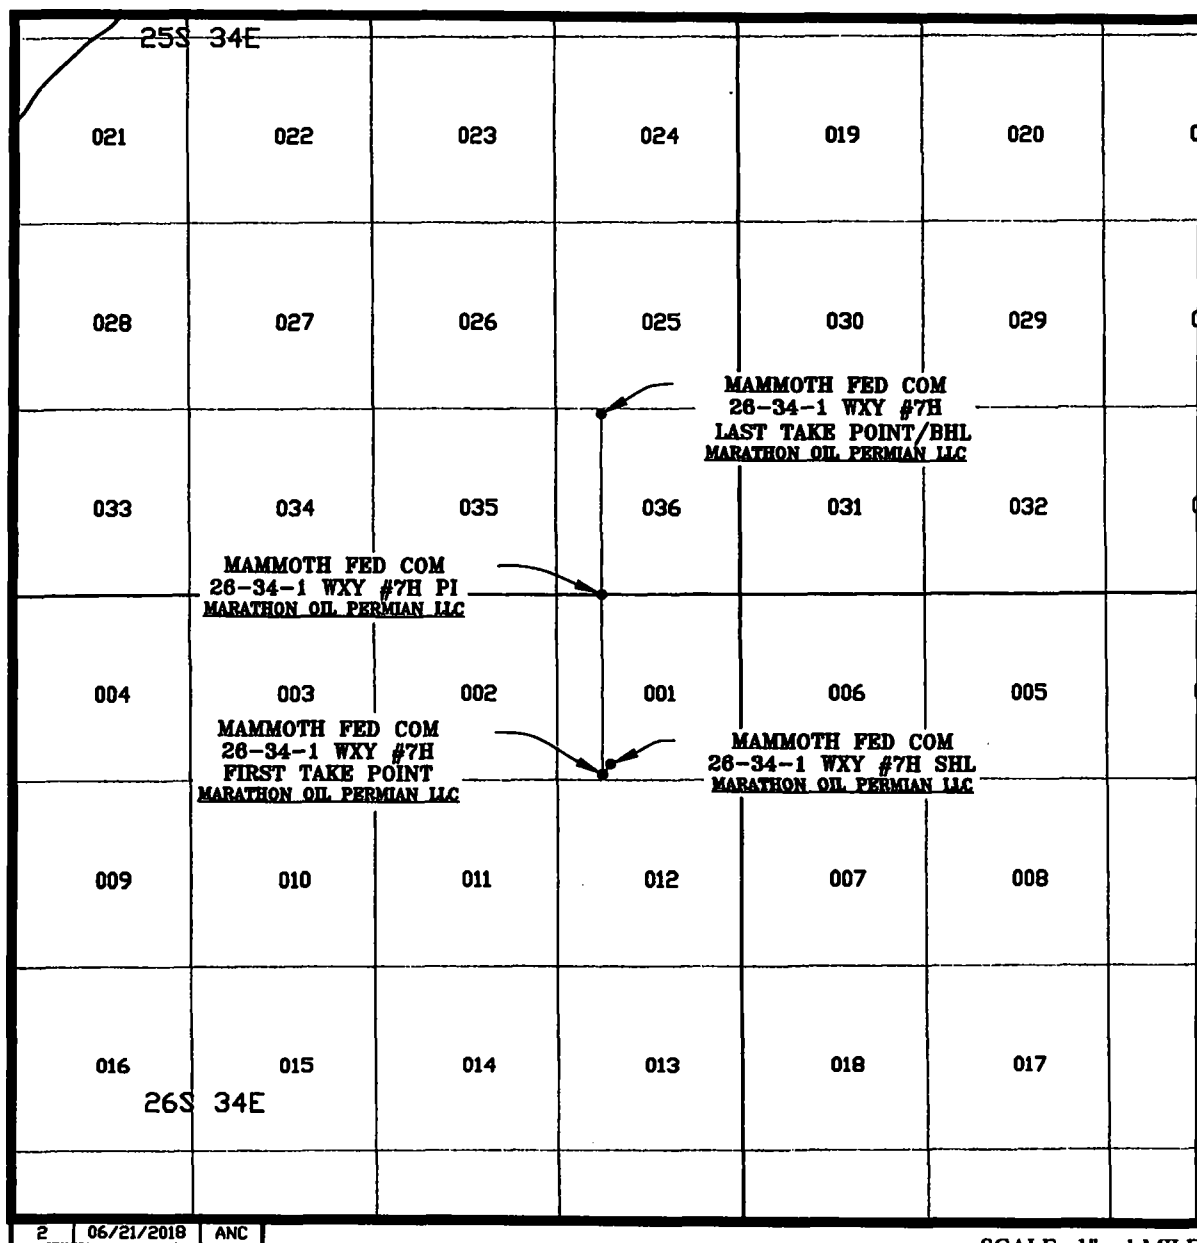 25S 34E
021 022 023 024 019 020
028 027 026 025 030 029
MAMMOTH FED COM
26-34-1 WXY #7H
LAST TAKE POINT/BHL
MARATHON OIL PERMIAN LLC
033 034 035 036 031 032
MAMMOTH FED COM
26-34-1 WXY #7H PI
MARATHON OIL PERMIAN LLC
004 003 002 001 006 005
MAMMOTH FED COM
26-34-1 WXY #7H
FIRST TAKE POINT
MARATHON OIL PERMIAN LLC
MAMMOTH FED COM
26-34-1 WXY #7H SHL
MARATHON OIL PERMIAN LLC
009 010 011 012 007 008
016 015 014 013 018 017
26S 34E
2 06/21/2018 ANC